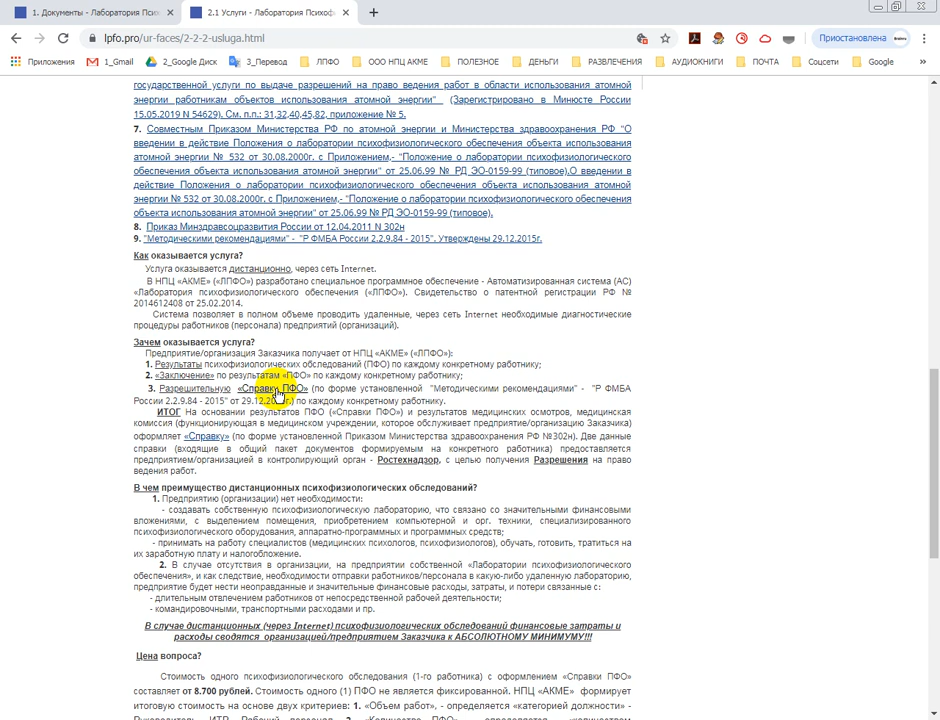 1. Документы - Лаборатория Псих
2.1 Услуги - Лаборатория Психоф
lpfo.pro/ur-faces/2-2-2-usluga.html
Приостановлена
Приложения 1_Gmail 2_Google Диск 3_Перевод ЛПФО ООО НПЦ АКМЕ ПОЛЕЗНОЕ ДЕНЬГИ РАЗВЛЕЧЕНИЯ АУДИОКНИГИ ПОЧТА Соцсети Google »
государственной услуги по выдаче разрешений на право ведения работ в области использования атомной
энергии работникам объектов использования атомной энергии" (Зарегистрировано в Минюсте России
15.05.2019 N 54629). См. п.п.: 31,32,40,45,82, приложение № 5.
7. Совместным Приказом Министерства РФ по атомной энергии и Министерства здравоохранения РФ "О
введении в действие Положения о лаборатории психофизиологического обеспечения объекта использования
атомной энергии № 532 от 30.08.2000г. с Приложением,- "Положение о лаборатории психофизиологического
обеспечения объекта использования атомной энергии" от 25.06.99 № РД ЭО-0159-99 (типовое).О введении в
действие Положения о лаборатории психофизиологического обеспечения объекта использования атомной
энергии № 532 от 30.08.2000г. с Приложением,- "Положение о лаборатории психофизиологического обеспечения
объекта использования атомной энергии" от 25.06.99 № РД ЭО-0159-99 (типовое).
8. Приказ Минздравсоцразвития России от 12.04.2011 N 302н
9. "Методическими рекомендациями" - "Р ФМБА России 2.2.9.84 - 2015". Утверждены 29.12.2015г.
Как оказывается услуга?
Услуга оказывается дистанционно, через сеть Internet.
В НПЦ «АКМЕ» («ЛПФО») разработано специальное программное обеспечение - Автоматизированная система (АС)
«Лаборатория психофизиологического обеспечения («ЛПФО»). Свидетельство о патентной регистрации РФ №
2014612408 от 25.02.2014.
Система позволяет в полном объеме проводить удаленные, через сеть Internet необходимые диагностические
процедуры работников (персонала) предприятий (организаций).
Зачем оказывается услуга?
Предприятие/организация Заказчика получает от НПЦ «АКМЕ» («ЛПФО»):
1. Результаты психофизиологических обследований (ПФО) по каждому конкретному работнику;
2. «Заключение» по результатам «ПФО» по каждому конкретному работнику;
3. Разрешительную «Справку ПФО» (по форме установленной "Методическими рекомендациями" - "Р ФМБА
России 2.2.9.84 - 2015" от 29.12.2015г.) по каждому конкретному работнику.
ИТОГ На основании результатов ПФО («Справки ПФО») и результатов медицинских осмотров, медицинская
комиссия (функционирующая в медицинском учреждении, которое обслуживает предприятие/организацию Заказчика)
оформляет «Справку» (по форме установленной Приказом Министерства здравоохранения РФ №302н). Две данные
справки (входящие в общий пакет документов формируемым на конкретного работника) предоставляется
предприятием/организацией в контролирующий орган - Ростехнадзор, с целью получения Разрешения на право
ведения работ.
В чем преимущество дистанционных психофизиологических обследований?
1. Предприятию (организации) нет необходимости:
- создавать собственную психофизиологическую лабораторию, что связано со значительными финансовыми
вложениями, с выделением помещения, приобретением компьютерной и орг. техники, специализированного
психофизиологического оборудования, аппаратно-программных и программных средств;
- принимать на работу специалистов (медицинских психологов, психофизиологов), обучать, готовить, тратиться на
их заработную плату и налогобложение.
2. В случае отсутствия в организации, на предприятии собственной «Лаборатории психофизиологического
обеспечения», и как следствие, необходимости отправки работников/персонала в какую-либо удаленную лабораторию,
предприятие будет нести неоправданные и значительные финансовые расходы, затраты, и потери связанные с:
- длительным отвлечением работников от непосредственной рабочей деятельности;
- командировочными, транспортными расходами и пр.
В случае дистанционных (через Internet) психофизиологических обследований финансовые затраты и
расходы сводятся организацией/предприятием Заказчика к АБСОЛЮТНОМУ МИНИМУМУ!!!
Цена вопроса?
Стоимость одного психофизиологического обследования (1-го работника) с оформлением «Справки ПФО»
составляет от 8.700 рублей. Стоимость одного (1) ПФО не является фиксированной. НПЦ «АКМЕ» формирует
итоговую стоимость на основе двух критериев: 1. «Объем работ», - определяется «категорией должности» -
Руководитель, ИТР, Рабочий персонал. 2. «Количество ПФО» - определяется «количеством